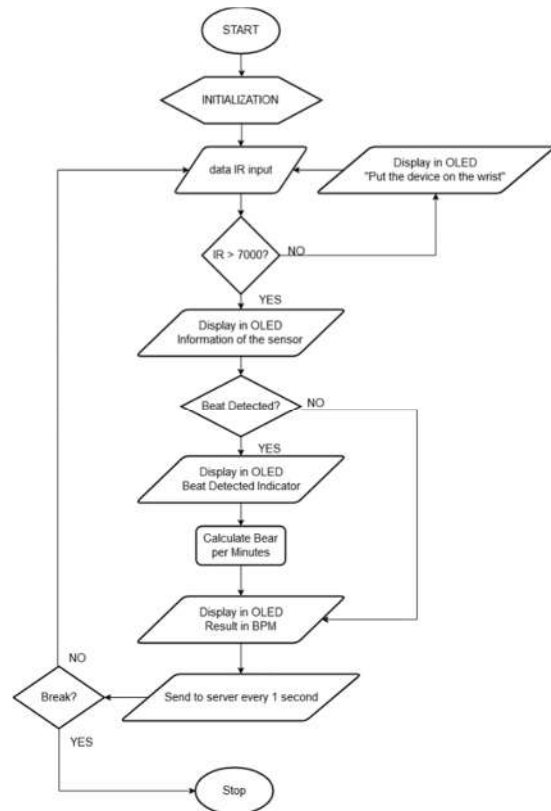 START
INITIALIZATION
data IR input
Display in OLED
"Put the device on the wrist"
IR > 7000?
NO
YES
Display in OLED
Information of the sensor
Beat Detected?
NO
YES
Display in OLED
Beat Detected Indicator
Calculate Bear
per Minutes
Display in OLED
Result in BPM
NO
Break?
Send to server every 1 second
YES
Stop